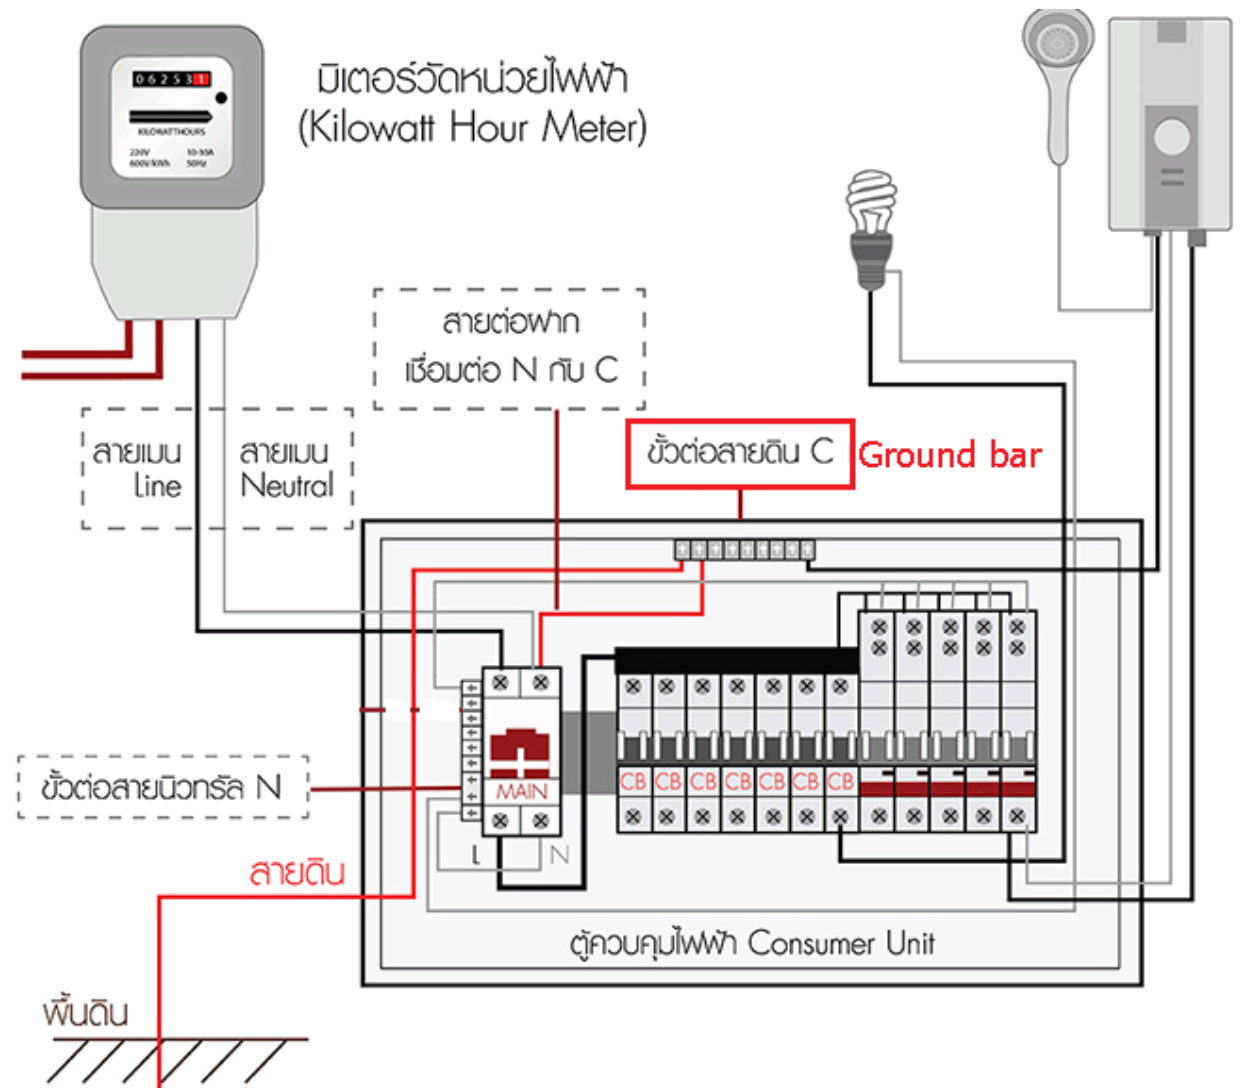 062531
KILOWATTHOURS
220V 10-30A
600V/kWh 50Hz
มิเตอร์วัดหน่วยไฟฟ้า
(Kilowatt Hour Meter)
สายต่อฝาก
เชื่อมต่อ N กับ C
สายเมน
Line
สายเมน
Neutral
ขั้วต่อสายดิน C
Ground bar
MAIN
L
N
CB CB CB CB CB CB CB
ขั้วต่อสายนิวทรัล N
สายดิน
ตู้ควบคุมไฟฟ้า Consumer Unit
พื้นดิน